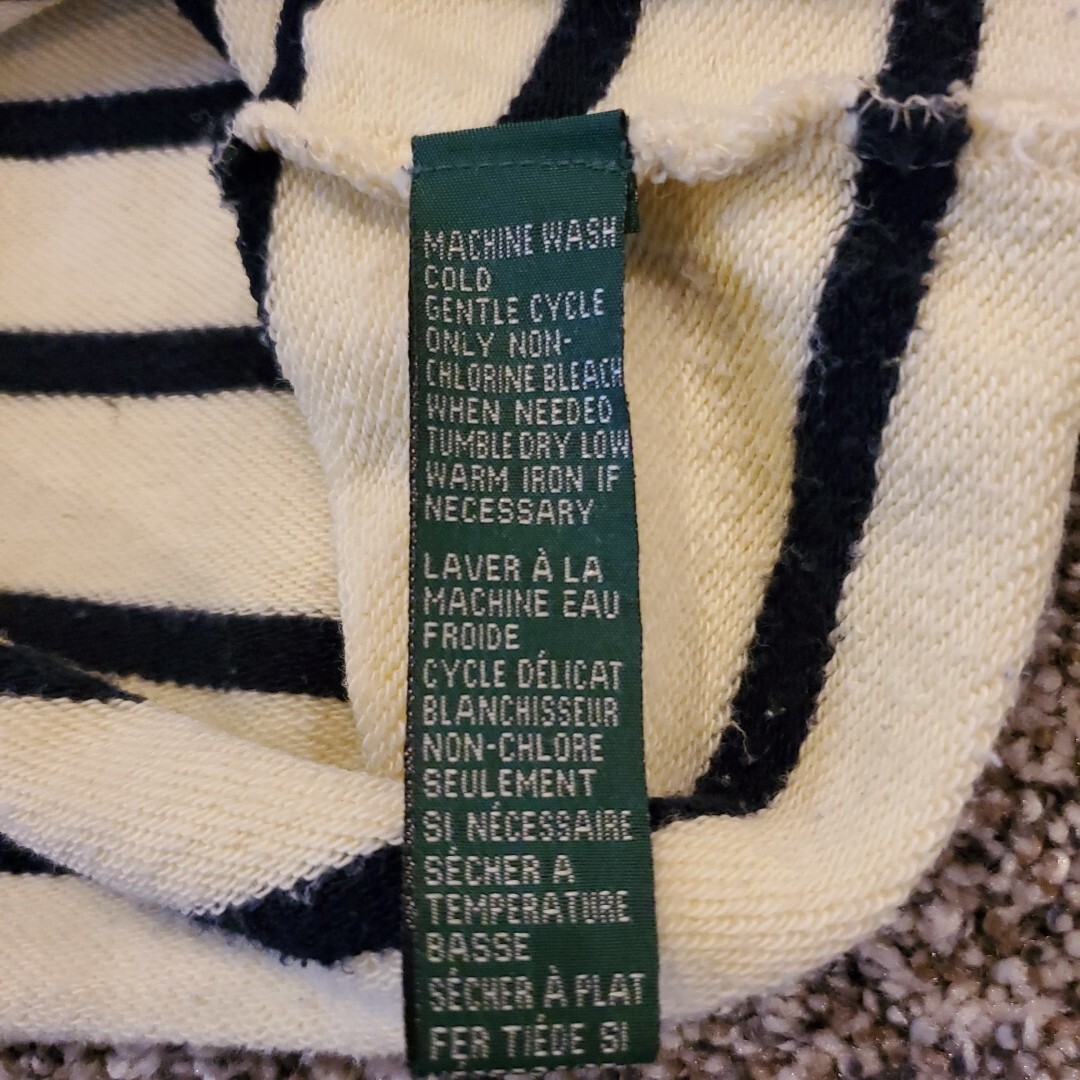 MACHINE WASH
COLD
GENTLE CYCLE
ONLY NON-
CHLORINE BLEACH
WHEN NEEDED
TUMBLE DRY LOW
WARM IRON IF
NECESSARY
LAVER À LA
MACHINE EAU
FROIDE
CYCLE DÉLICAT
BLANCHISSEUR
NON-CHLORE
SEULEMENT
SI NÉCESSAIRE
SÉCHER A
TEMPERATURE
BASSE
SÉCHER À PLAT
FER TIÉDE SI